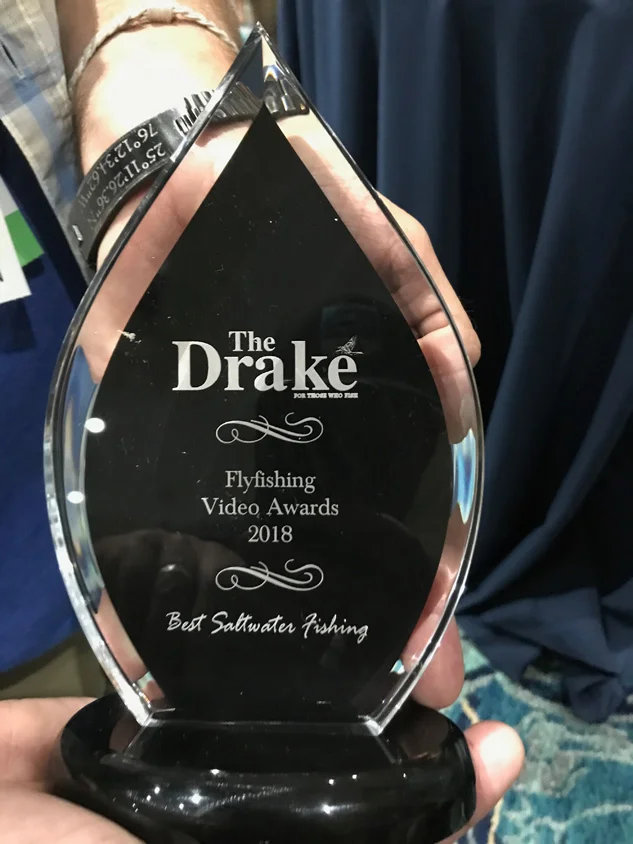 25°11'26.36"N
76°12'34.62"W
The
Drake
FOR THOSE WHO FISH
Flyfishing
Video Awards
2018
Best Saltwater Fishing